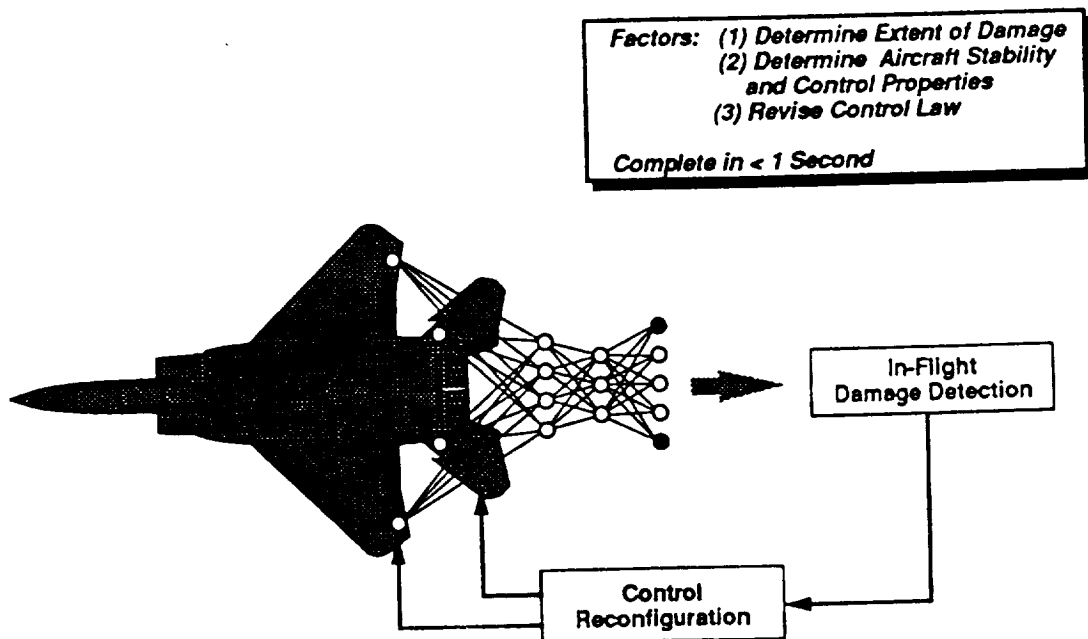 Factors: (1) Determine Extent of Damage
(2) Determine Aircraft Stability
and Control Properties
(3) Revise Control Law
Complete in < 1 Second
In-Flight
Damage Detection
Control
Reconfiguration